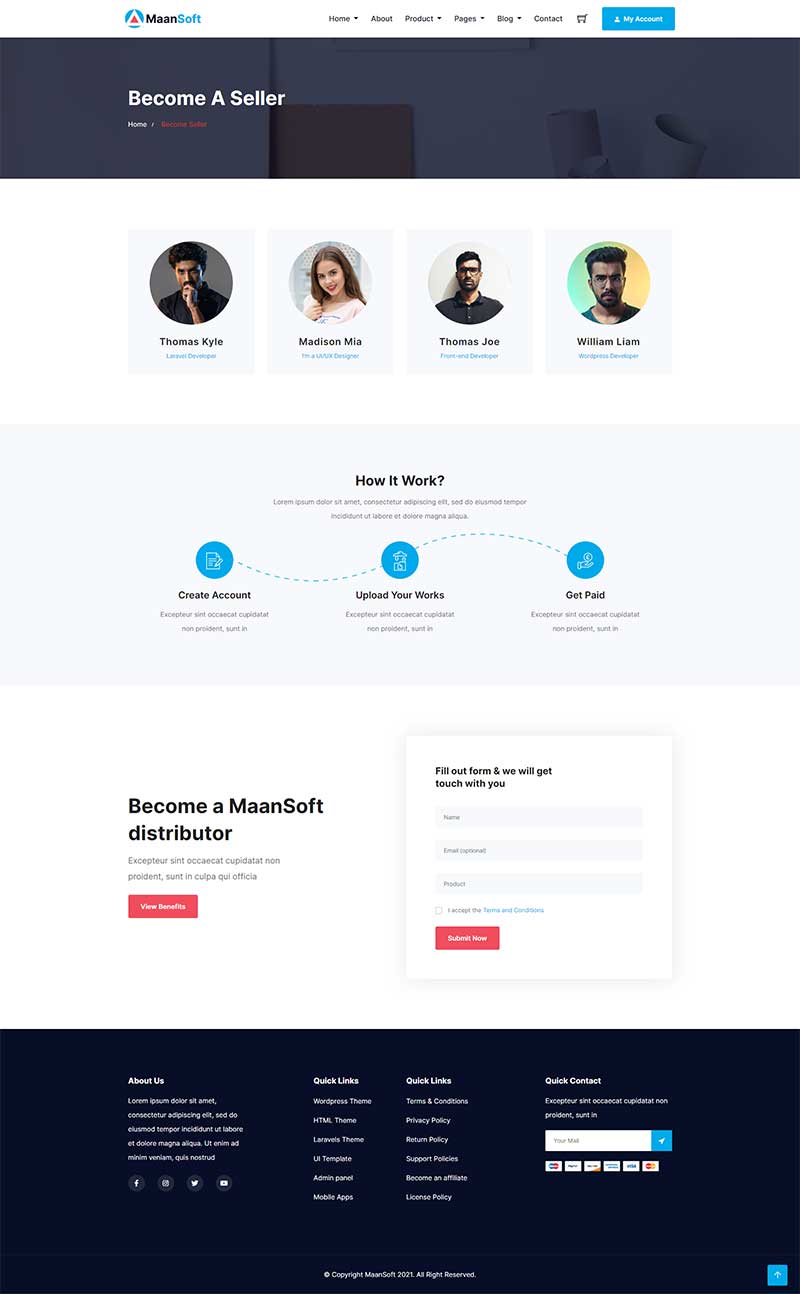 MaanSoft
Home About Product Pages Blog Contact My Account
Become A Seller
Home / Become Seller
Thomas Kyle
Laravel Developer
Madison Mia
I'm a UI/UX Designer
Thomas Joe
Front-end Developer
William Liam
Wordpress Developer
How It Work?
Lorem ipsum dolor sit amet, consectetur adipiscing elit, sed do eiusmod tempor
incididunt ut labore et dolore magna aliqua.
Create Account
Excepteur sint occaecat cupidatat
non proident, sunt in
Upload Your Works
Excepteur sint occaecat cupidatat
non proident, sunt in
Get Paid
Excepteur sint occaecat cupidatat
non proident, sunt in
Become a MaanSoft
distributor
Excepteur sint occaecat cupidatat non
proident, sunt in culpa qui officia
View Benefits
Fill out form & we will get
touch with you
Name
Email (optional)
Product
I accept the Terms and Conditions
Submit Now
About Us
Lorem ipsum dolor sit amet,
consectetur adipiscing elit, sed do
eiusmod tempor incididunt ut labore
et dolore magna aliqua. Ut enim ad
minim veniam, quis nostrud
Quick Links
Wordpress Theme
HTML Theme
Laravels Theme
UI Template
Admin panel
Mobile Apps
Quick Links
Terms & Conditions
Privacy Policy
Return Policy
Support Policies
Become an affiliate
License Policy
Quick Contact
Excepteur sint occaecat cupidatat non
proident, sunt in
Your Mail
VISA
© Copyright MaanSoft 2021. All Right Reserved.